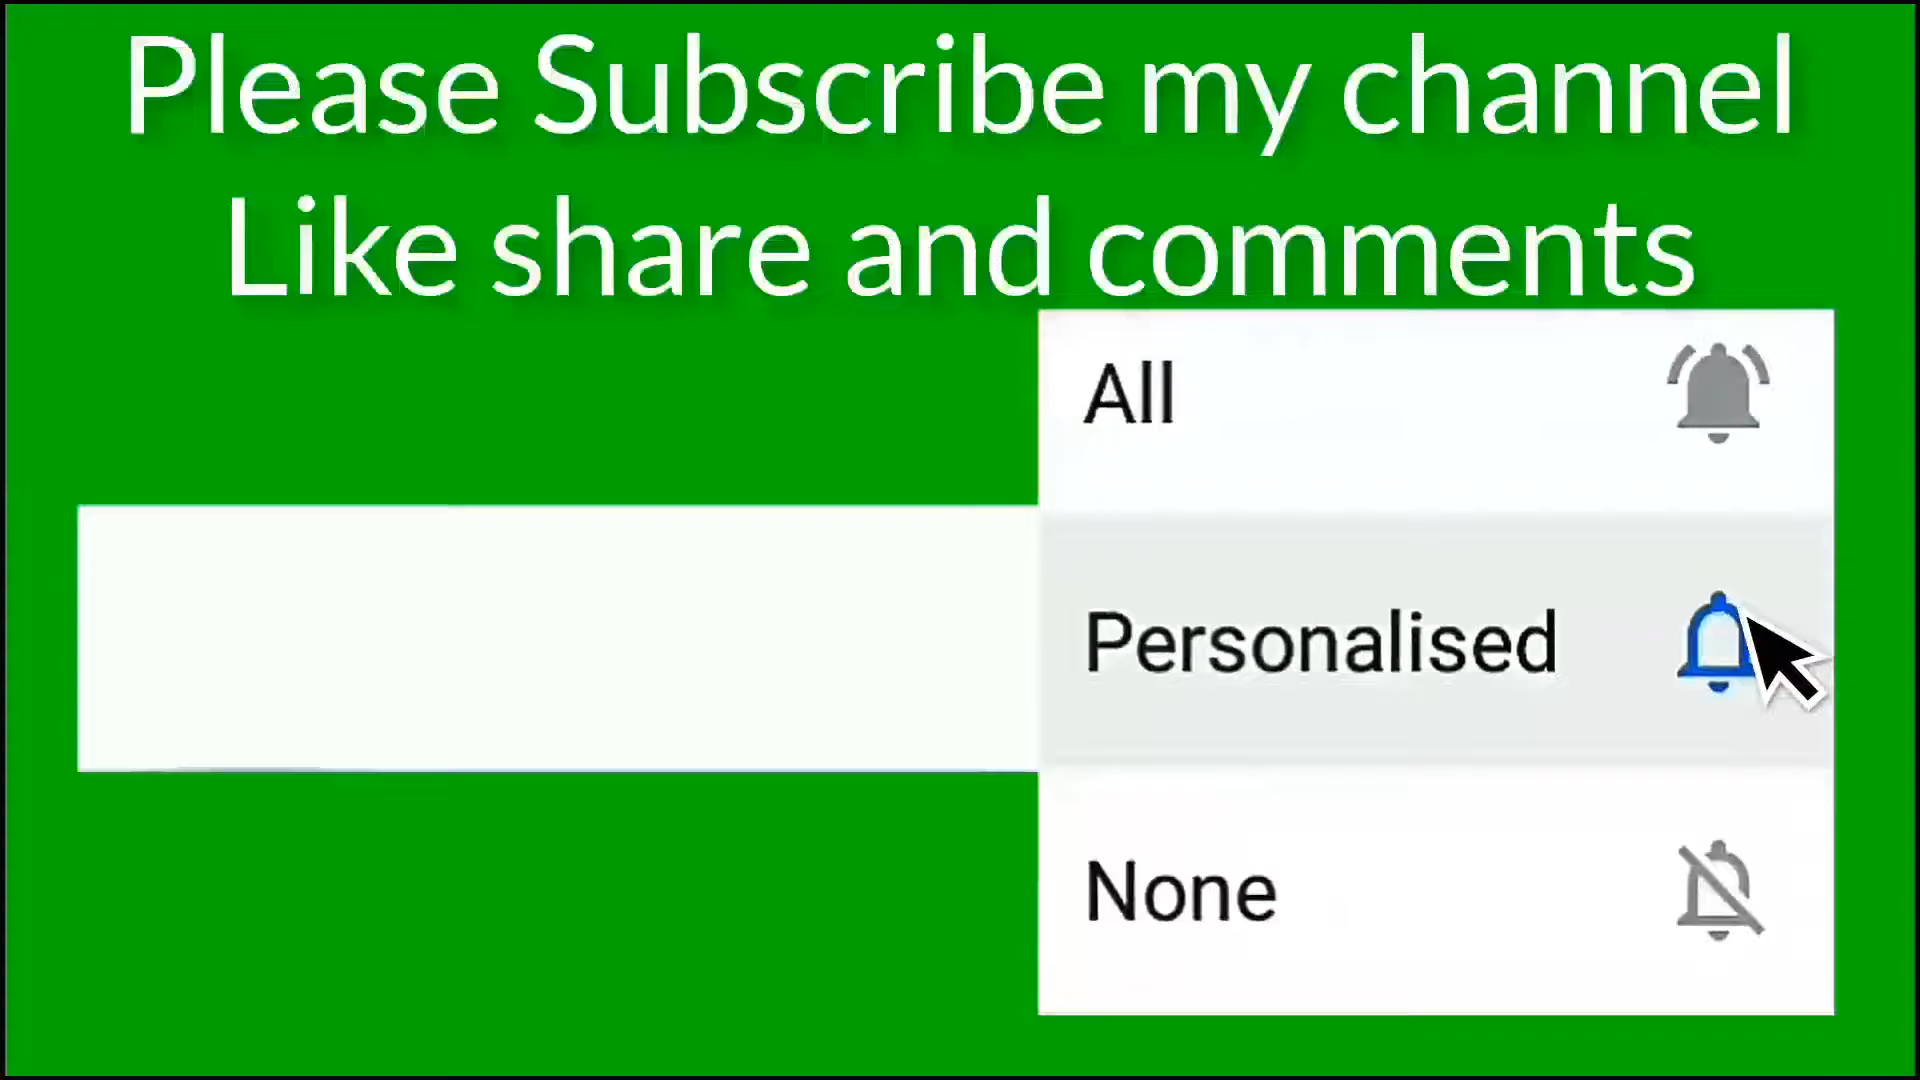 Please Subscribe my channel
Like share and comments
All
Personalised
None